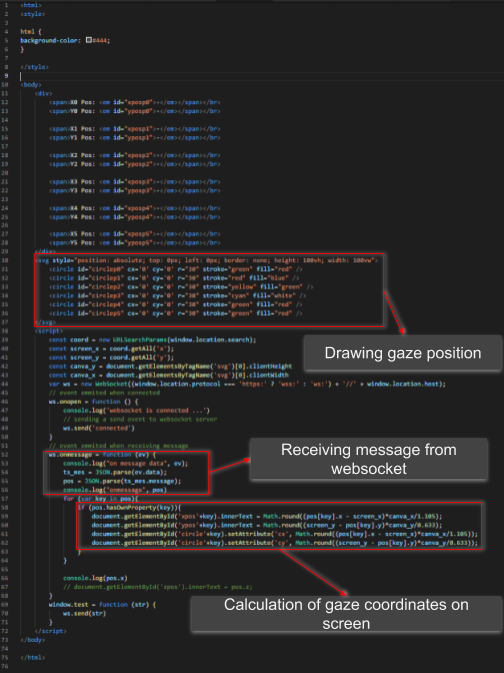 1 <html>
2 <style>
3
4 html {
5 background-color: #444;
6 }
7
8 </style>
9
10 <body>
11 <div>
12 <span>X0 Pos: <em id="xposp0">+</em></span></br>
13 <span>Y0 Pos: <em id="yposp0">+</em></span></br>
14
15 <span>X1 Pos: <em id="xposp1">+</em></span></br>
16 <span>Y1 Pos: <em id="yposp1">+</em></span></br>
17
18 <span>X2 Pos: <em id="xposp2">+</em></span></br>
19 <span>Y2 Pos: <em id="yposp2">+</em></span></br>
20
21 <span>X3 Pos: <em id="xposp3">+</em></span></br>
22 <span>Y3 Pos: <em id="yposp3">+</em></span></br>
23
24 <span>X4 Pos: <em id="xposp4">+</em></span></br>
25 <span>Y4 Pos: <em id="yposp4">+</em></span></br>
26
27 <span>X5 Pos: <em id="xposp5">+</em></span></br>
28 <span>Y5 Pos: <em id="yposp5">+</em></span></br>
29 </div>
30 <svg style="position: absolute; top: 0px; left: 0px; border: none; height: 100vh; width: 100vw">
31 <circle id="circlep0" cx='0' cy='0' r="30" stroke="green" fill="red" />
32 <circle id="circlep1" cx='0' cy='0' r="30" stroke="red" fill="blue" />
33 <circle id="circlep2" cx='0' cy='0' r="30" stroke="yellow" fill="green" />
34 <circle id="circlep3" cx='0' cy='0' r="30" stroke="cyan" fill="white" />
35 <circle id="circlep4" cx='0' cy='0' r="30" stroke="green" fill="red" />
36 <circle id="circlep5" cx='0' cy='0' r="30" stroke="green" fill="red" />
37 </svg>
38 <script>
39 const coord = new URLSearchParams(window.location.search);
40 const screen_x = coord.getAll('x');
41 const screen_y = coord.getAll('y');
42 const canva_y = document.getElementsByTagName('svg')[0].clientHeight
43 const canva_x = document.getElementsByTagName('svg')[0].clientWidth
44 var ws = new WebSocket((window.location.protocol === 'https:' ? 'wss:' : 'ws:') + '//' + window.location.host);
45 // event emmited when connected
46 ws.onopen = function () {
47 console.log('websocket is connected ...')
48 // sending a send event to websocket server
49 ws.send('connected')
50 }
51 // event emmited when receiving message
52 ws.onmessage = function (ev) {
53 console.log("on message data", ev);
54 ts_mes = JSON.parse(ev.data);
55 pos = JSON.parse(ts_mes.message);
56 console.log("onmessage", pos)
57 for (var key in pos){
58 if (pos.hasOwnProperty(key)){
59 document.getElementById('xpos'+key).innerText = Math.round((pos[key].x - screen_x)*canva_x/1.105);
60 document.getElementById('ypos'+key).innerText = Math.round((screen_y - pos[key].y)*canva_y/0.633);
61 document.getElementById('circle'+key).setAttribute('cx', Math.round((pos[key].x - screen_x)*canva_x/1.105));
62 document.getElementById('circle'+key).setAttribute('cy', Math.round((screen_y - pos[key].y)*canva_y/0.633));
63 }
64 }
65
66 console.log(pos.x)
67 // document.getElementById('xpos').innerText = pos.x;
68 }
69 window.test = function (str) {
70 ws.send(str)
71 }
72 </script>
73 </body>
74
75 </html>
76
Drawing gaze position
Receiving message from
websocket
Calculation of gaze coordinates on
screen